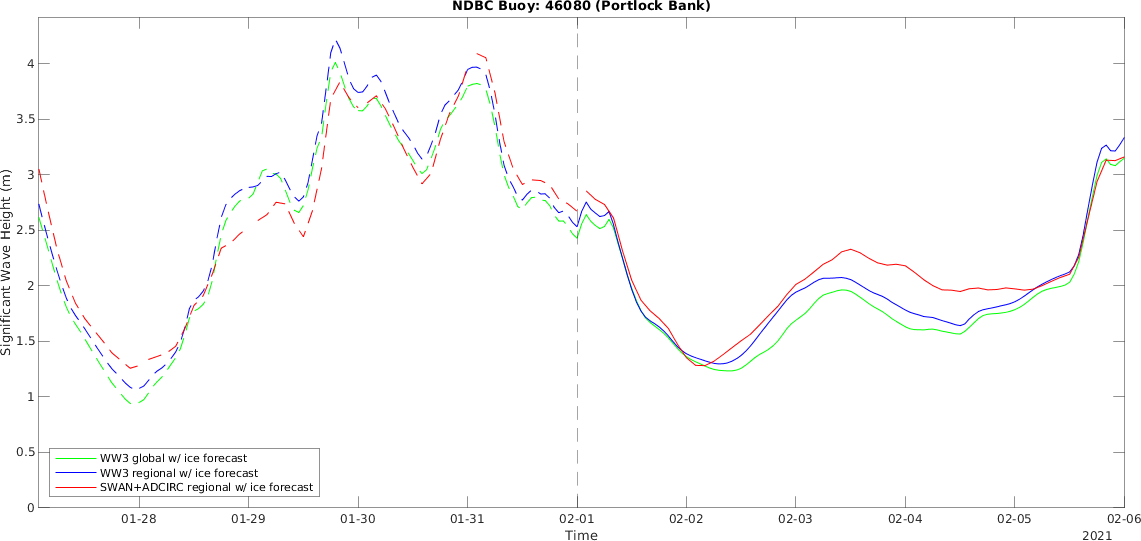 NDBC Buoy: 46080 (Portlock Bank)
4
3.5
3
2.5
2
1.5
1
0.5
0
Significant Wave Height (m)
WW3 global w/ ice forecast
WW3 regional w/ ice forecast
SWAN+ADCIRC regional w/ ice forecast
01-28 01-29 01-30 01-31 02-01 02-02 02-03 02-04 02-05 02-06
Time
2021